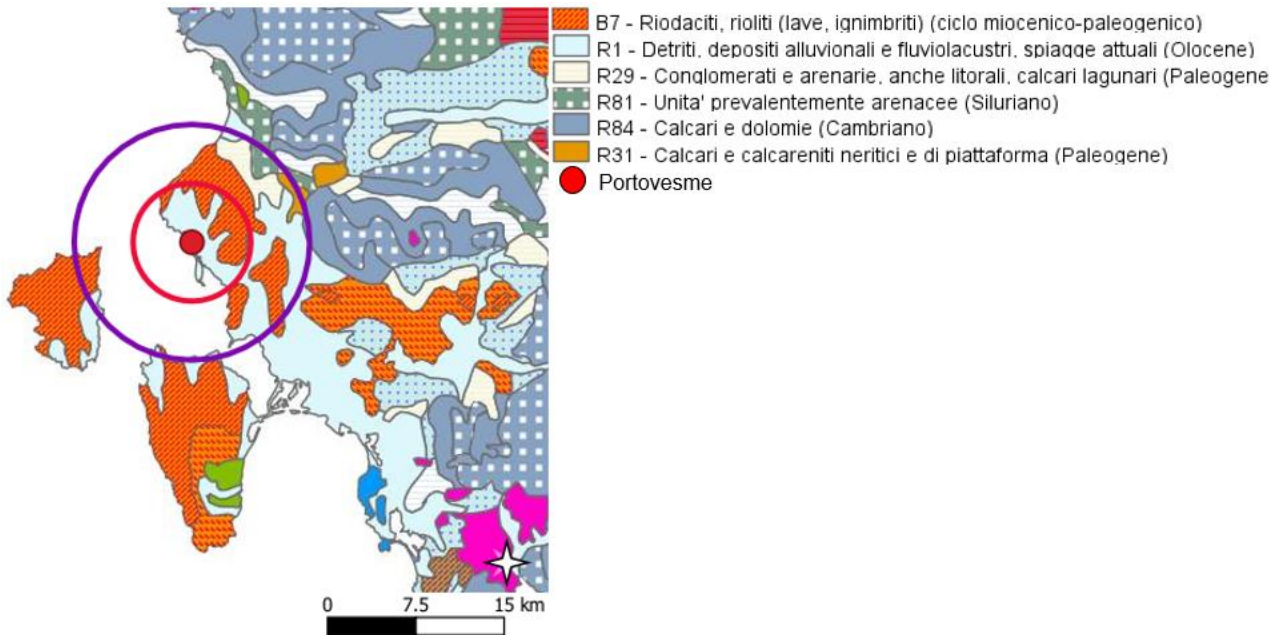 B7 - Riodaciti, rioliti (lave, ignimbriti) (ciclo miocenico-paleogenico)
R1 - Detriti, depositi alluvionali e fluviolacustri, spiagge attuali (Olocene)
R29 - Conglomerati e arenarie, anche litorali, calcari lagunari (Paleogene
R81 - Unita' prevalentemente arenacee (Siluriano)
R84 - Calcari e dolomie (Cambriano)
R31 - Calcari e calcareniti neritici e di piattaforma (Paleogene)
Portovesme
0 7.5 15 km